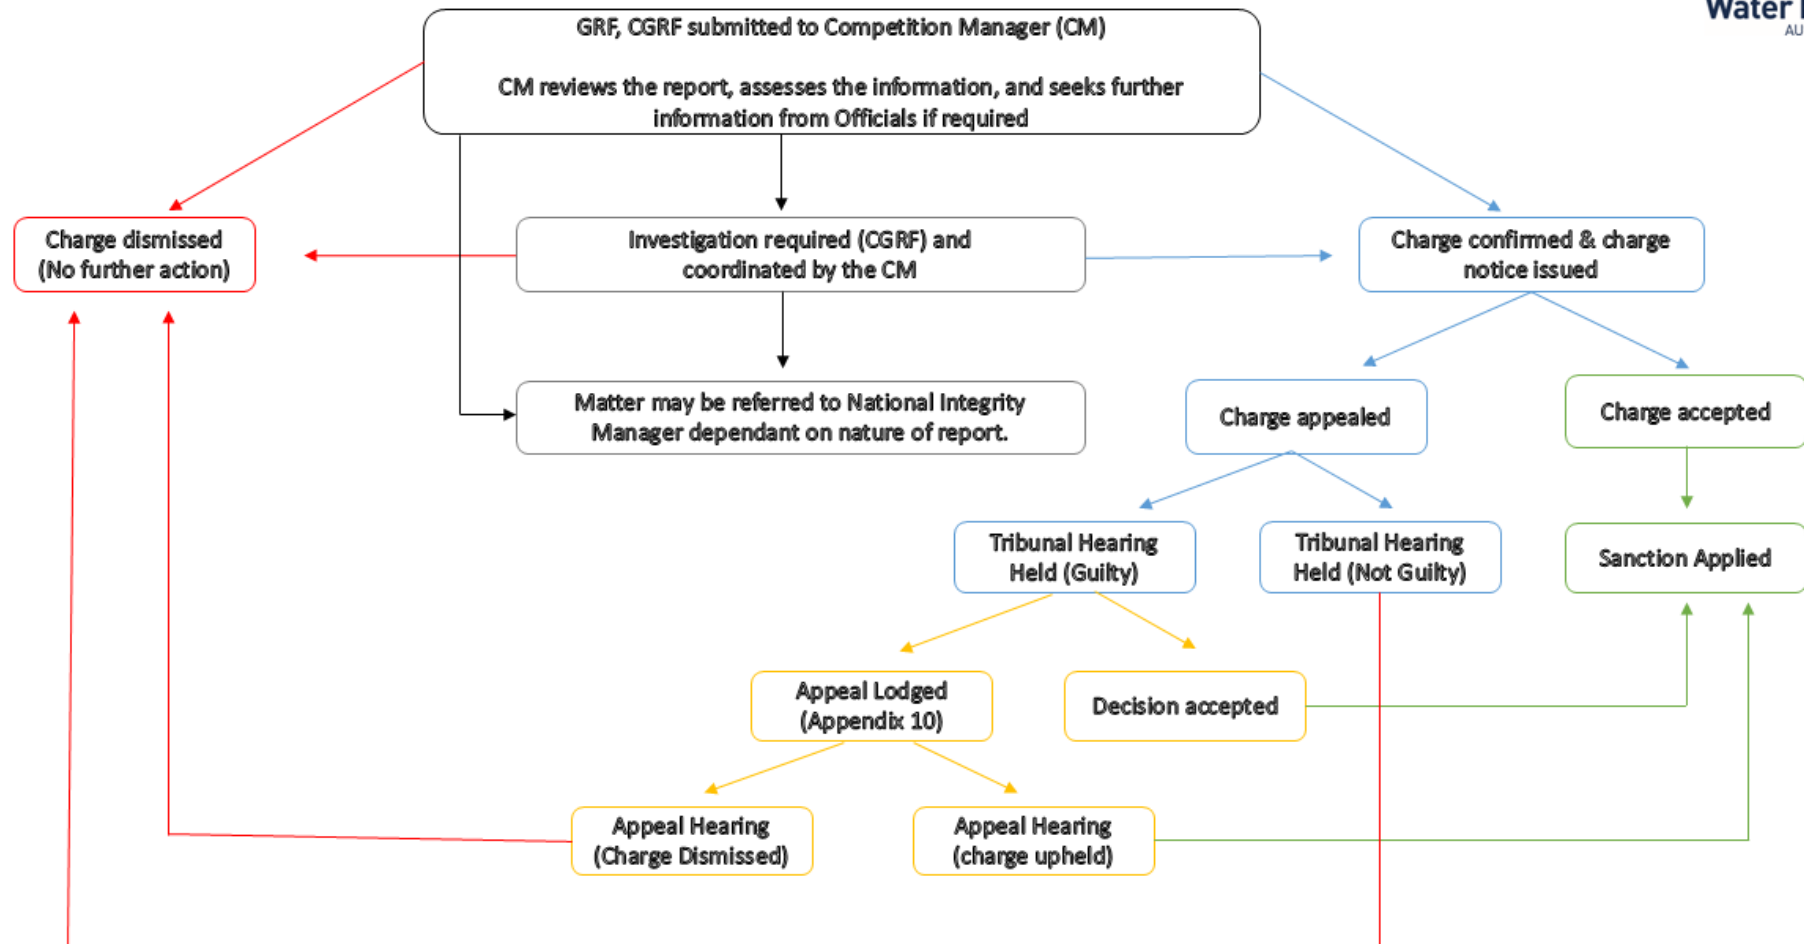 Water
AU
GRF, CGRF submitted to Competition Manager (CM)
CM reviews the report, assesses the information, and seeks further
information from Officials if required
Charge dismissed
(No further action)
Investigation required (CGRF) and
coordinated by the CM
Charge confirmed & charge
notice issued
Matter may be referred to National Integrity
Manager dependant on nature of report.
Charge appealed
Charge accepted
Tribunal Hearing
Held (Guilty)
Tribunal Hearing
Held (Not Guilty)
Sanction Applied
Appeal Lodged
(Appendix 10)
Decision accepted
Appeal Hearing
(Charge Dismissed)
Appeal Hearing
(charge upheld)